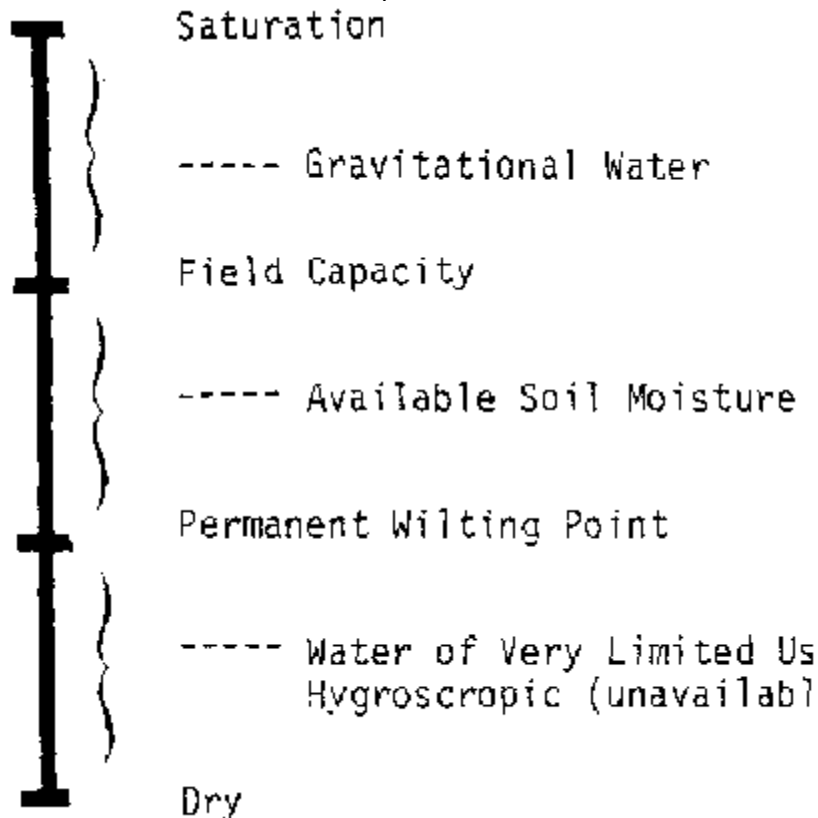 Saturation
----- Gravitational Water
Field Capacity
----- Available Soil Moisture
Permanent Wilting Point
----- Water of Very Limited Us
Hygroscropic (unavailabl
Dry